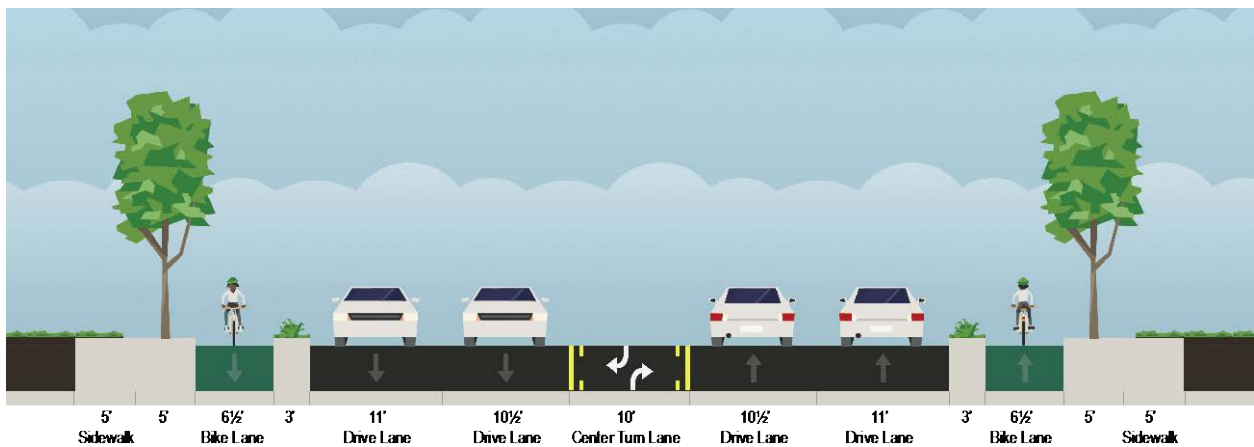 5' 5' 6½' 3' 11' 10½' 10' 10½' 11' 3' 6½' 5' 5'
Sidewalk Bike Lane Drive Lane Drive Lane Center Turn Lane Drive Lane Drive Lane Bike Lane Sidewalk